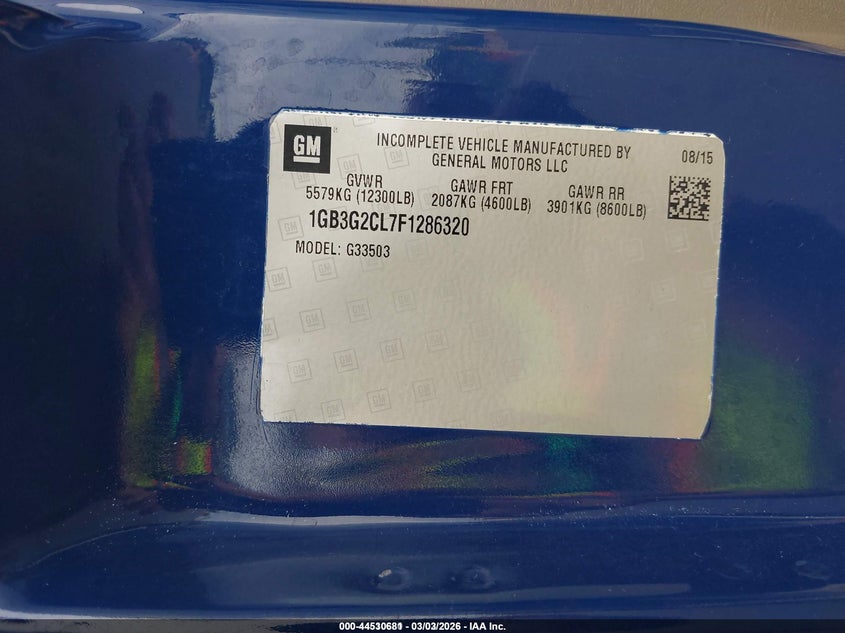 GM
INCOMPLETE VEHICLE MANUFACTURED BY
GENERAL MOTORS LLC
08/15
GVWR GAWR FRT GAWR RR
5579KG (12300LB) 2087KG (4600LB) 3901KG (8600LB)
1GB3G2CL7F1286320
MODEL: G33503
000-44530681 - 03/03/2026 - IAA Inc.